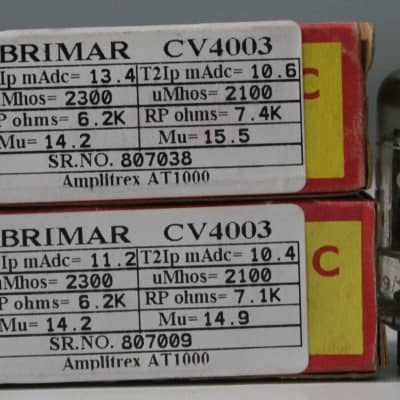 BRIMAR CV4003
Ip mAdc= 13.4 T2Ip mAdc= 10.6
uMhos= 2300 uMhos= 2100
P ohms= 6.2K RP ohms= 7.4K
Mu= 14.2 Mu= 15.5
SR.NO. 807038
Amplitrex AT1000
C
BRIMAR CV4003
Ip mAdc= 11.2 T2Ip mAdc= 10.4
uMhos= 2300 uMhos= 2100
P ohms= 6.2K RP ohms= 7.1K
Mu= 14.2 Mu= 14.9
SR.NO. 807009
Amplitrex AT1000
C